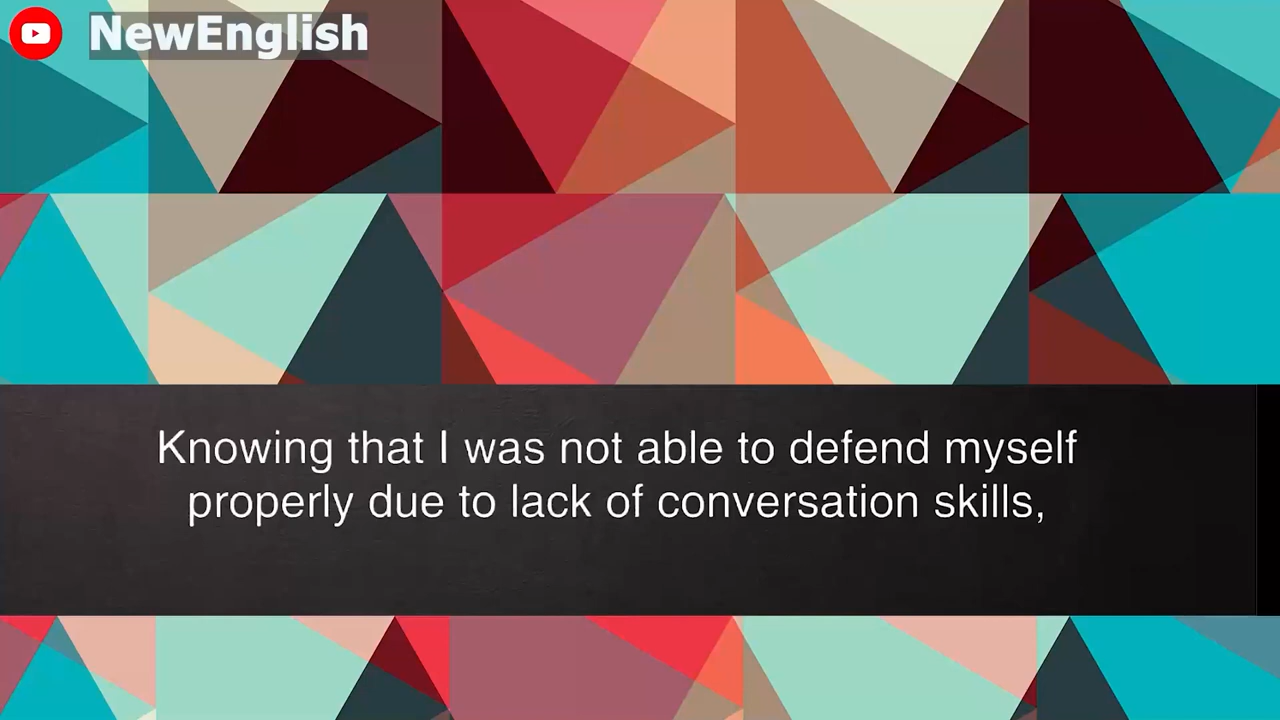 NewEnglish
Knowing that I was not able to defend myself
properly due to lack of conversation skills,